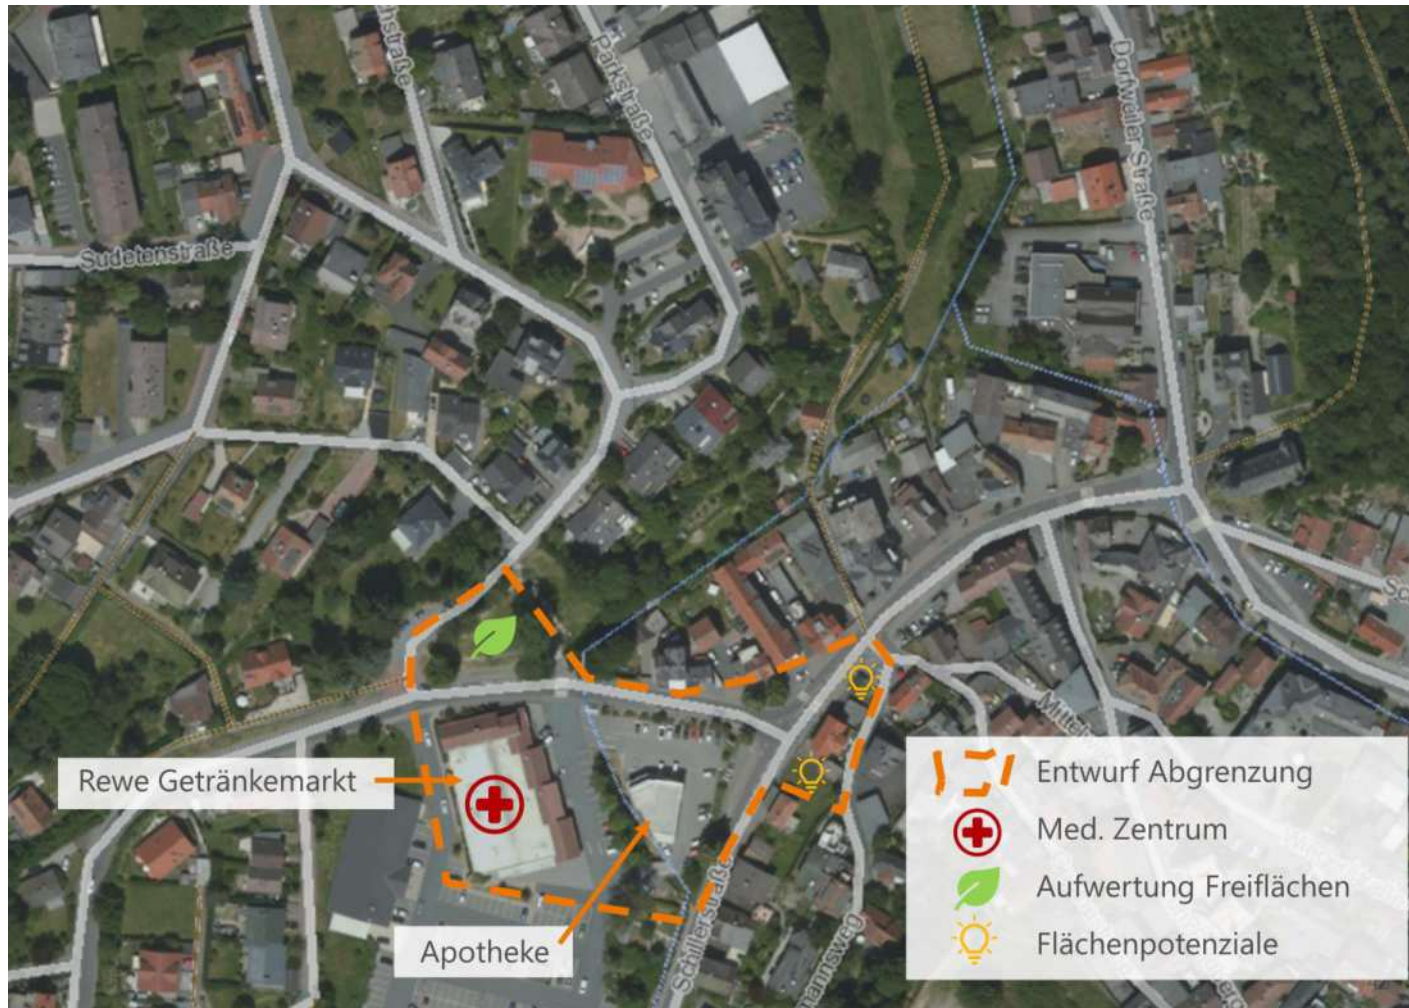 Parkstraße
Dorfweiler Straße
Sudetenstraße
Rewe Getränkemarkt
Apotheke
Schillerstraße
Entwurf Abgrenzung
Med. Zentrum
Aufwertung Freiflächen
Flächenpotenziale